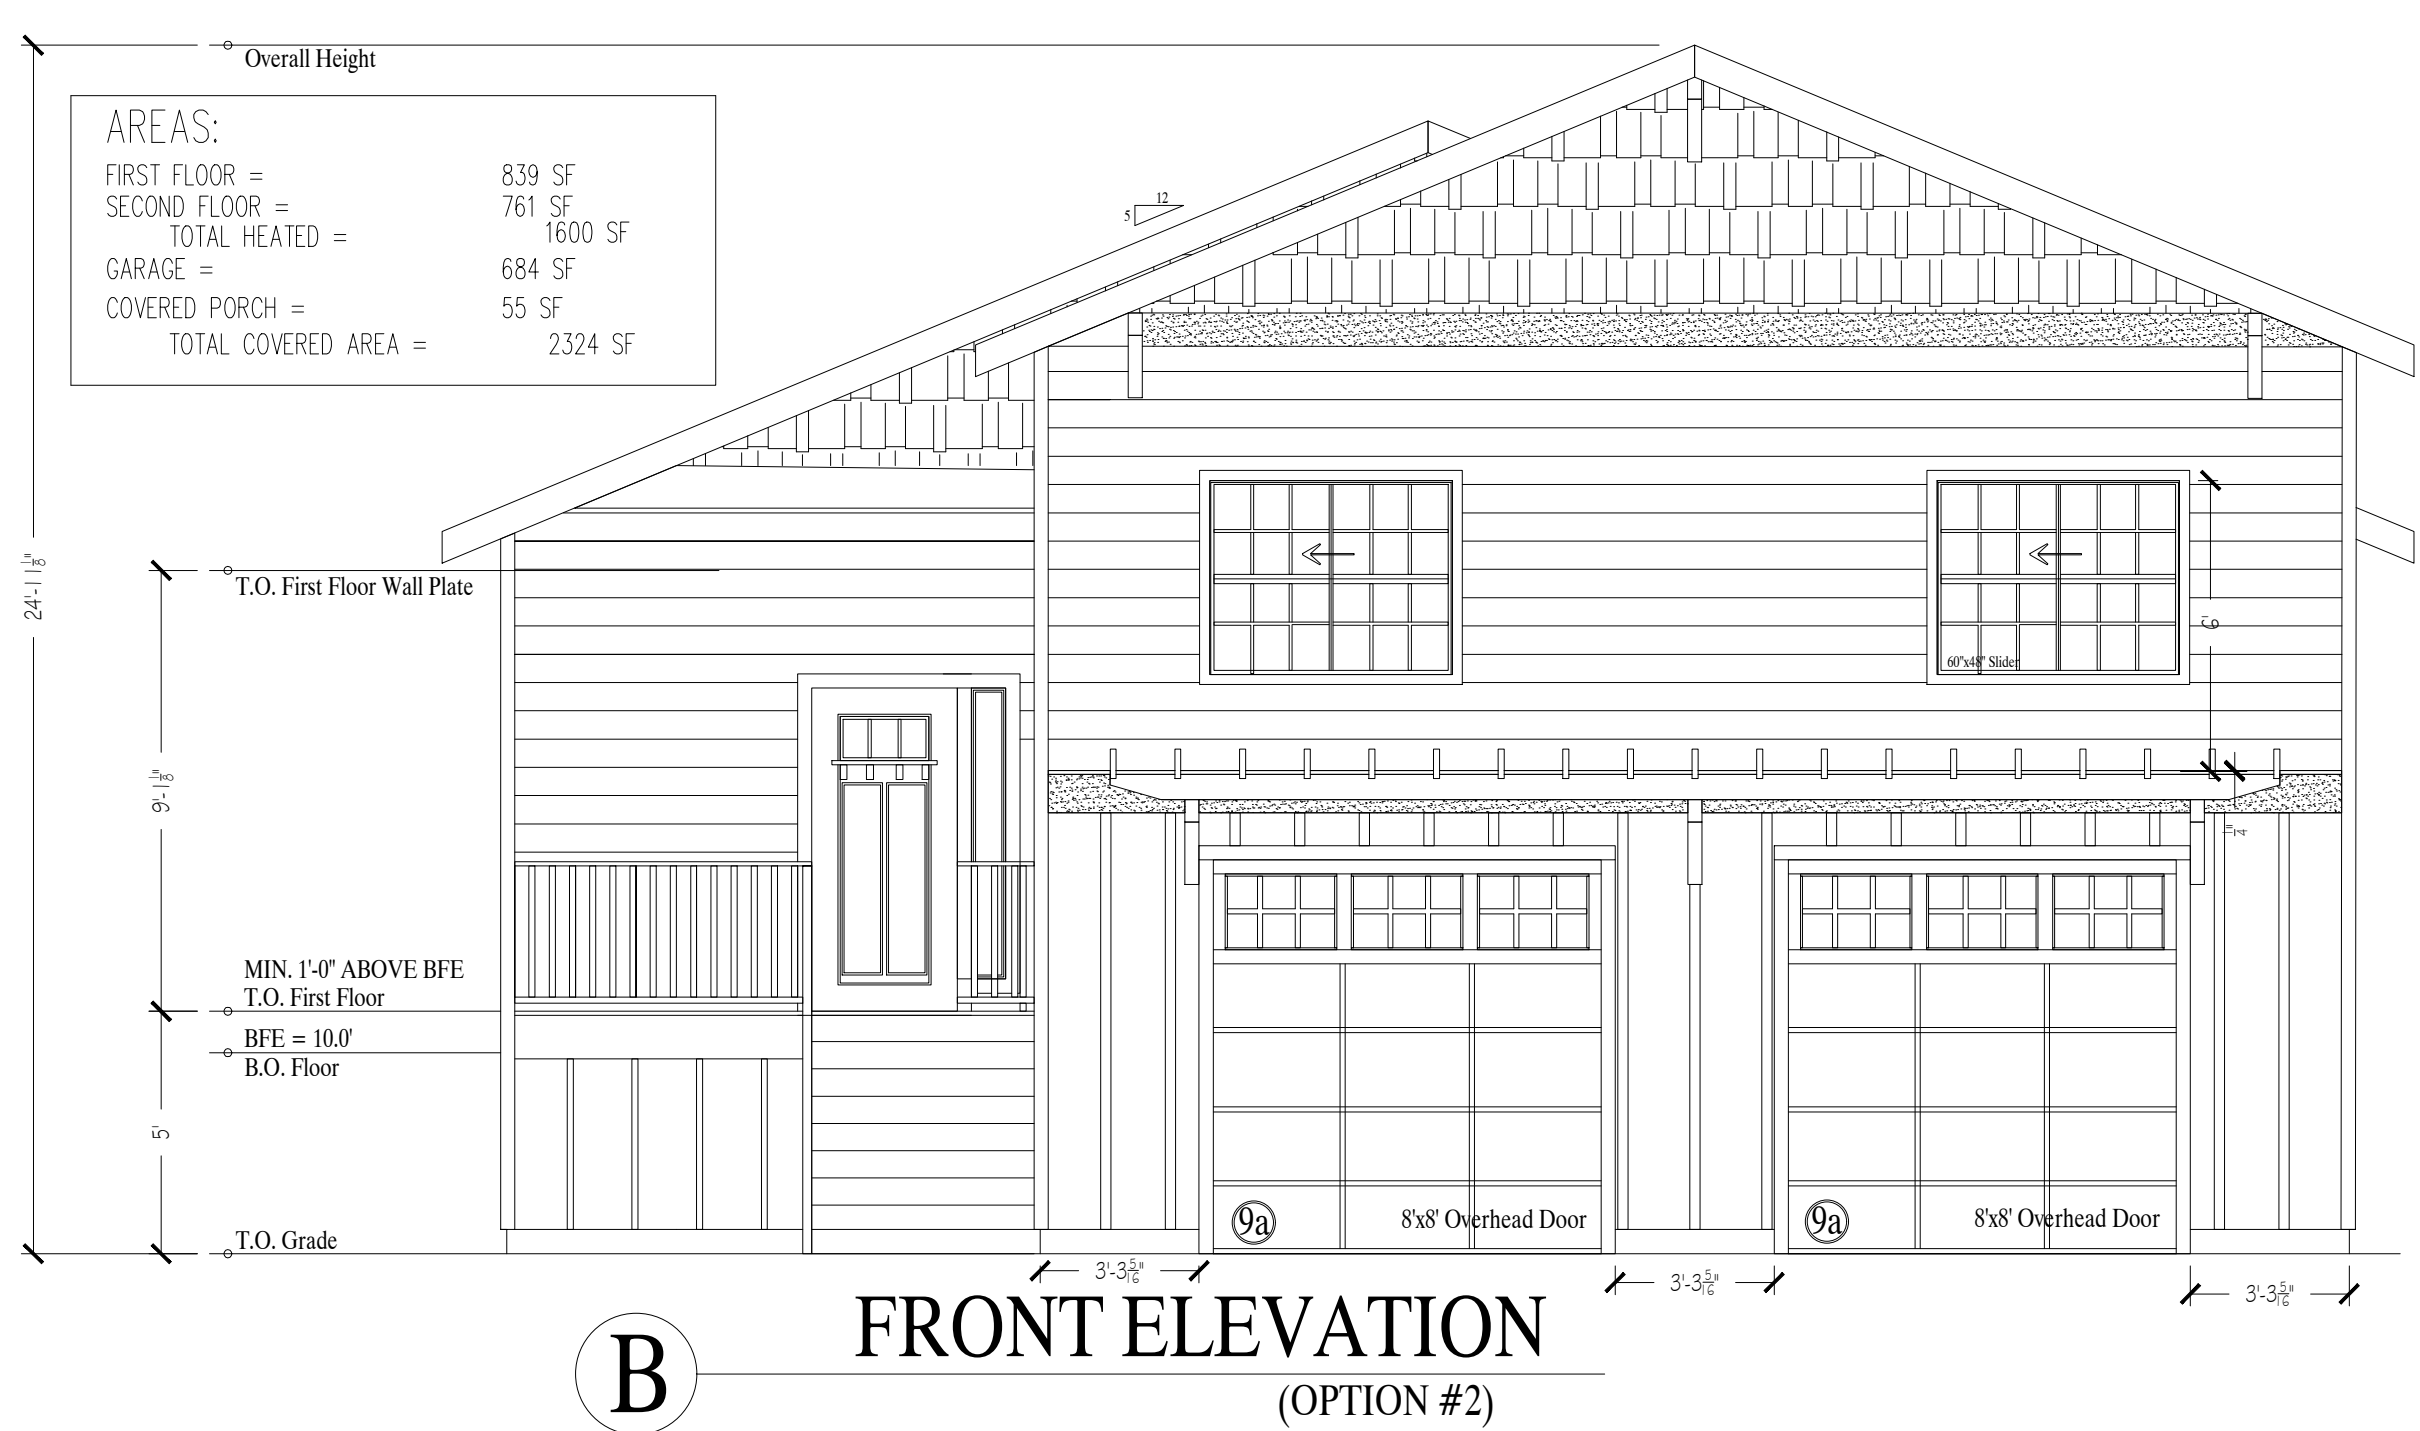 Overall Height
AREAS:
FIRST FLOOR = 839 SF
SECOND FLOOR = 761 SF
TOTAL HEATED = 1600 SF
GARAGE = 684 SF
COVERED PORCH = 55 SF
TOTAL COVERED AREA = 2324 SF
12
5
24'-11 1/8"
T.O. First Floor Wall Plate
6'
60"x48" Slider
9'-1 1/8"
1/4"
MIN. 1'-0" ABOVE BFE
T.O. First Floor
BFE = 10.0'
B.O. Floor
5'
T.O. Grade
9a
8'x8' Overhead Door
9a
8'x8' Overhead Door
3'-3 5/16"
3'-3 5/16"
3'-3 5/16"
B
FRONT ELEVATION
(OPTION #2)